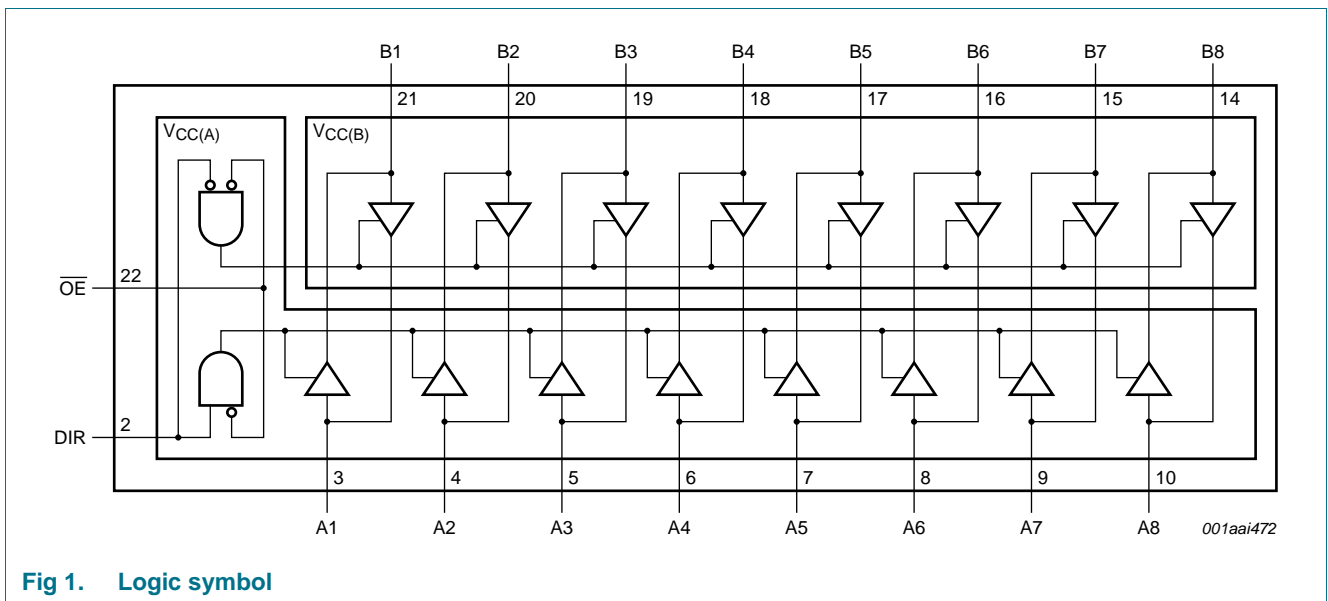 B1 B2 B3 B4 B5 B6 B7 B8
21 20 19 18 17 16 15 14
VCC(A) VCC(B)
OE 22
DIR 2
3 4 5 6 7 8 9 10
A1 A2 A3 A4 A5 A6 A7 A8 001aai472
Fig 1. Logic symbol